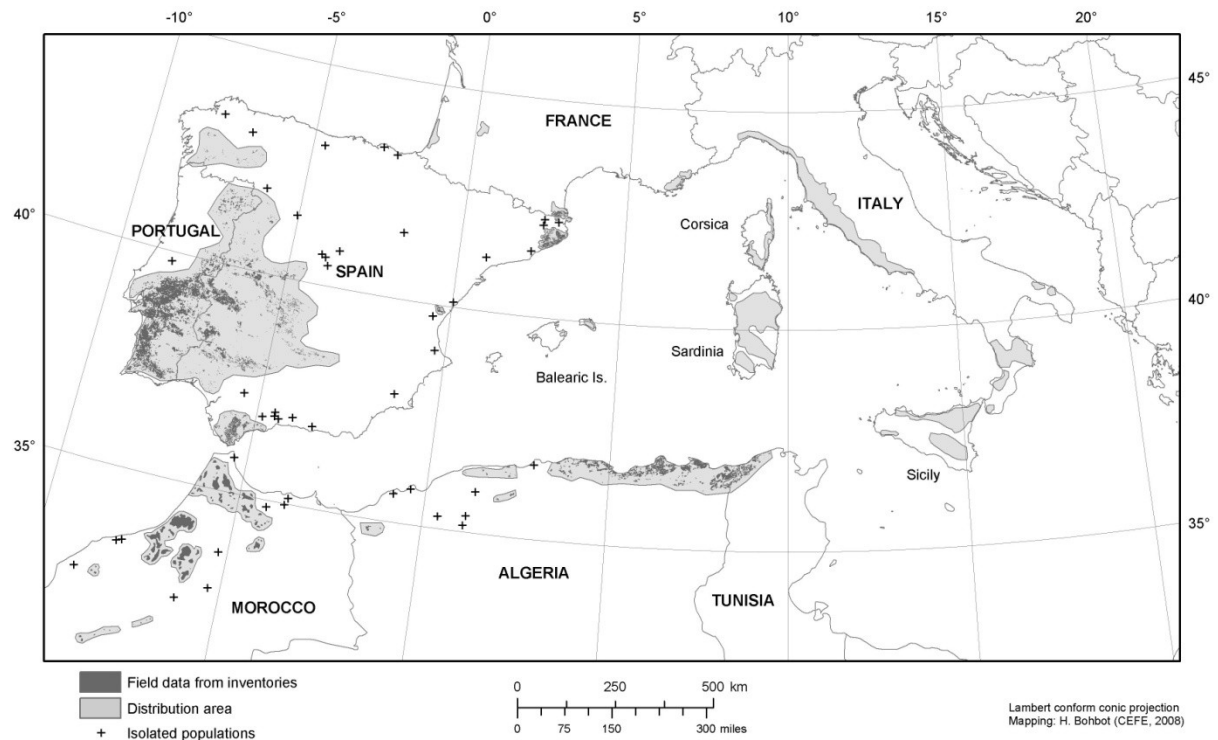 -10° -5° 0° 5° 10° 15° 20°
45°
FRANCE
ITALY
40°
PORTUGAL
Corsica
SPAIN
40°
Sardinia
Balearic Is.
35°
Sicily
35°
ALGERIA
TUNISIA
MOROCCO
Field data from inventories
Distribution area
Isolated populations
0 250 500 km
0 75 150 300 miles
Lambert conform conic projection
Mapping: H. Bohbot (CEFE, 2008)